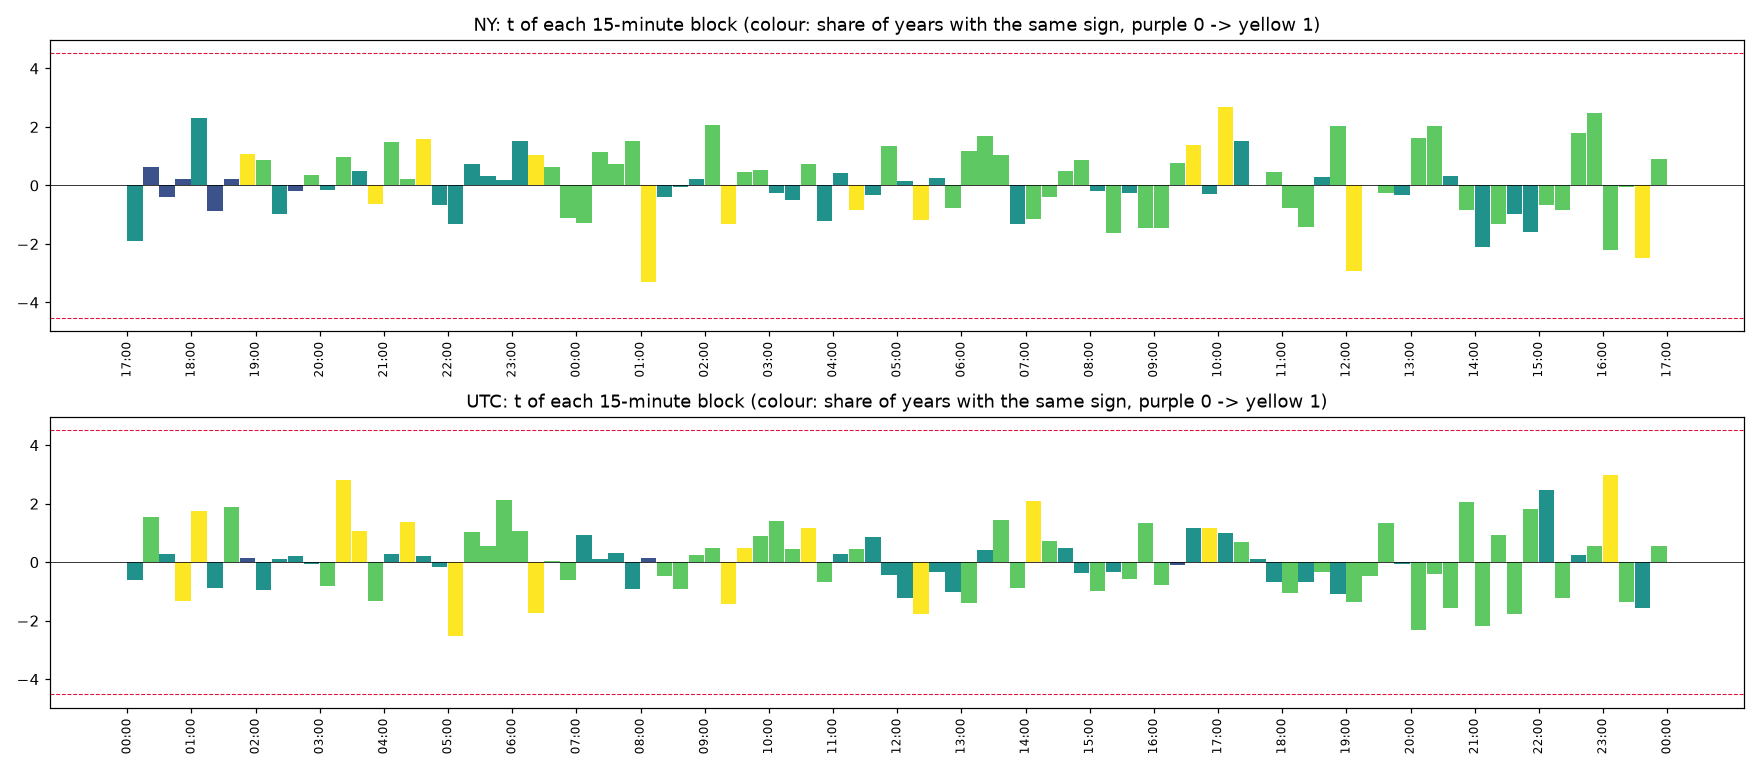 NY: t of each 15-minute block (colour: share of years with the same sign, purple 0 -> yellow 1)
4
2
0
−2
−4
17:00 18:00 19:00 20:00 21:00 22:00 23:00 00:00 01:00 02:00 03:00 04:00 05:00 06:00 07:00 08:00 09:00 10:00 11:00 12:00 13:00 14:00 15:00 16:00 17:00
UTC: t of each 15-minute block (colour: share of years with the same sign, purple 0 -> yellow 1)
4
2
0
−2
−4
00:00 01:00 02:00 03:00 04:00 05:00 06:00 07:00 08:00 09:00 10:00 11:00 12:00 13:00 14:00 15:00 16:00 17:00 18:00 19:00 20:00 21:00 22:00 23:00 00:00